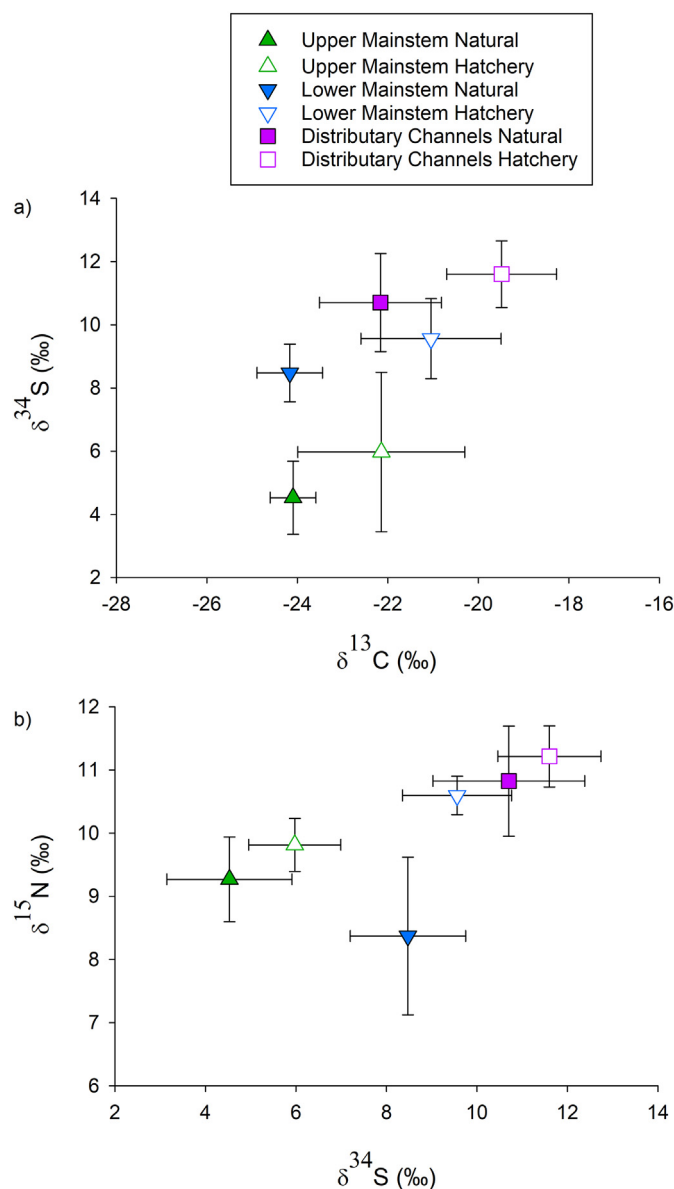 Upper Mainstem Natural
Upper Mainstem Hatchery
Lower Mainstem Natural
Lower Mainstem Hatchery
Distributary Channels Natural
Distributary Channels Hatchery
a)
14
12
10
8
6
4
2
δ³⁴S (‰)
-28 -26 -24 -22 -20 -18 -16
δ¹³C (‰)
b)
12
11
10
9
8
7
6
δ¹⁵N (‰)
2 4 6 8 10 12 14
δ³⁴S (‰)